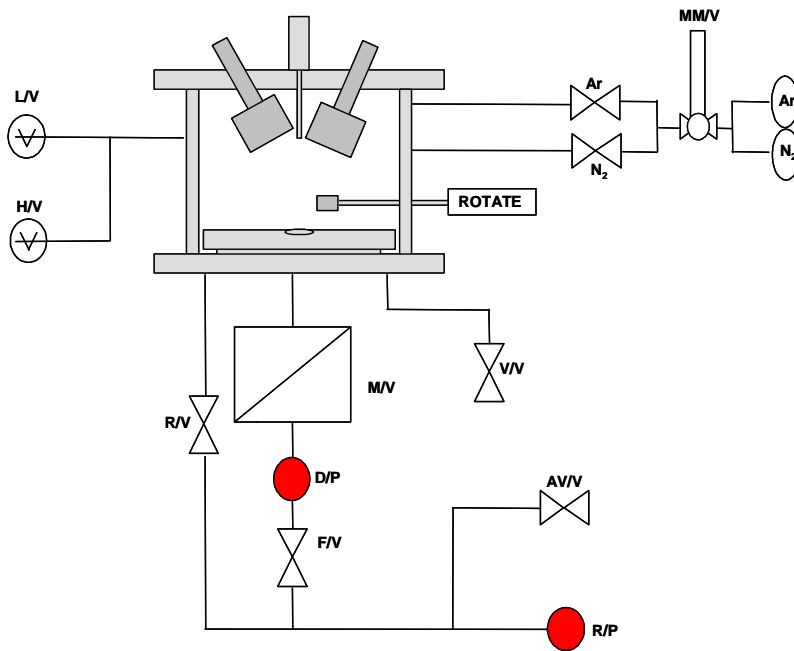 MM/V
L/V
Ar
Ar
N₂
N₂
H/V
ROTATE
M/V
V/V
R/V
D/P
AV/V
F/V
R/P